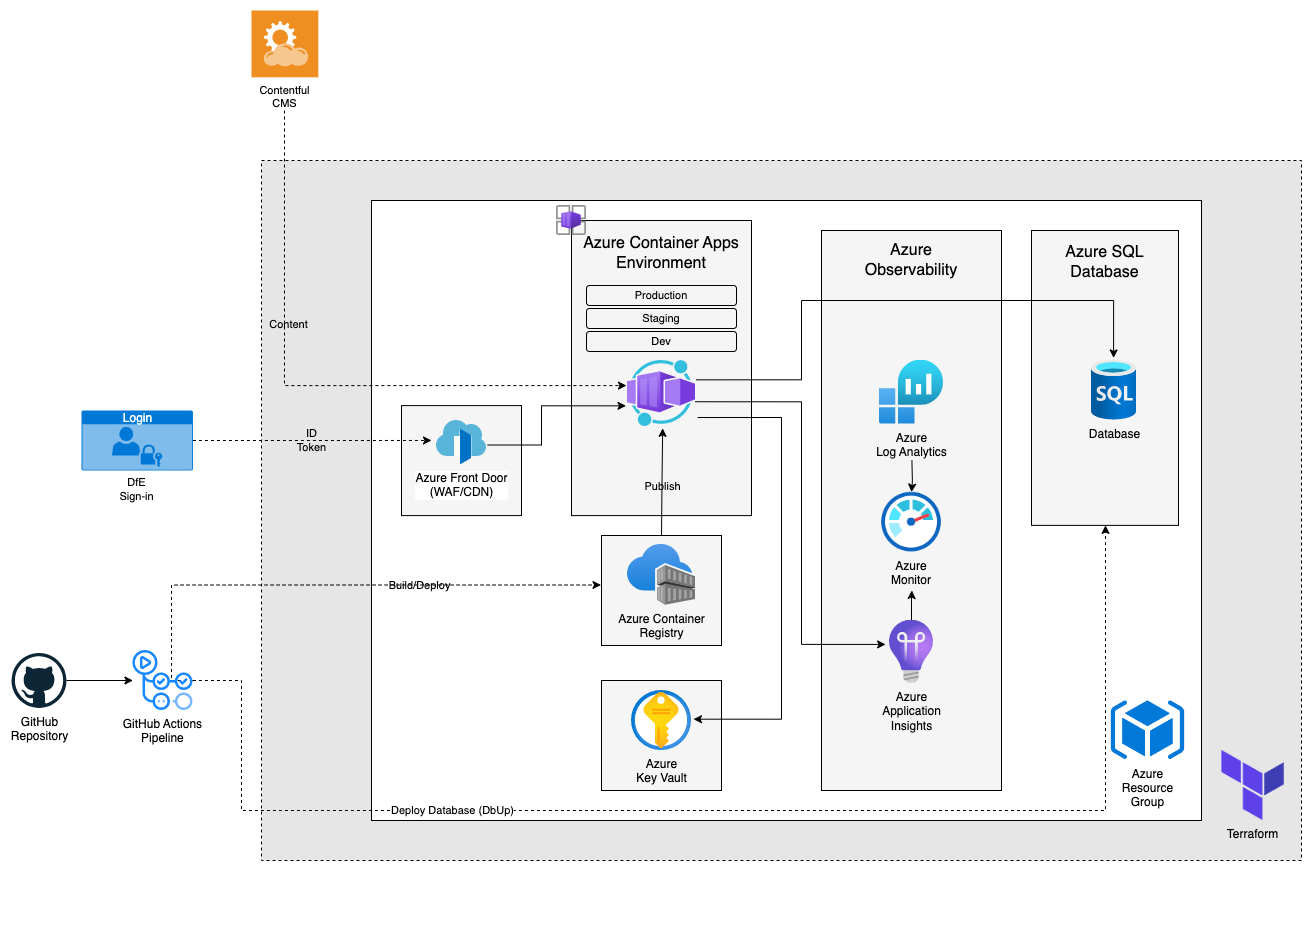 Contentful
CMS
Azure Container Apps
Environment
Production
Staging
Dev
Azure
Observability
Azure SQL
Database
Content
Login
DfE
Sign-in
ID
Token
Azure Front Door
(WAF/CDN)
Publish
SQL
Database
Azure
Log Analytics
Azure
Monitor
Build/Deploy
Azure Container
Registry
GitHub
Repository
GitHub Actions
Pipeline
Azure
Key Vault
Azure
Application
Insights
Azure
Resource
Group
Deploy Database (DbUp)
Terraform